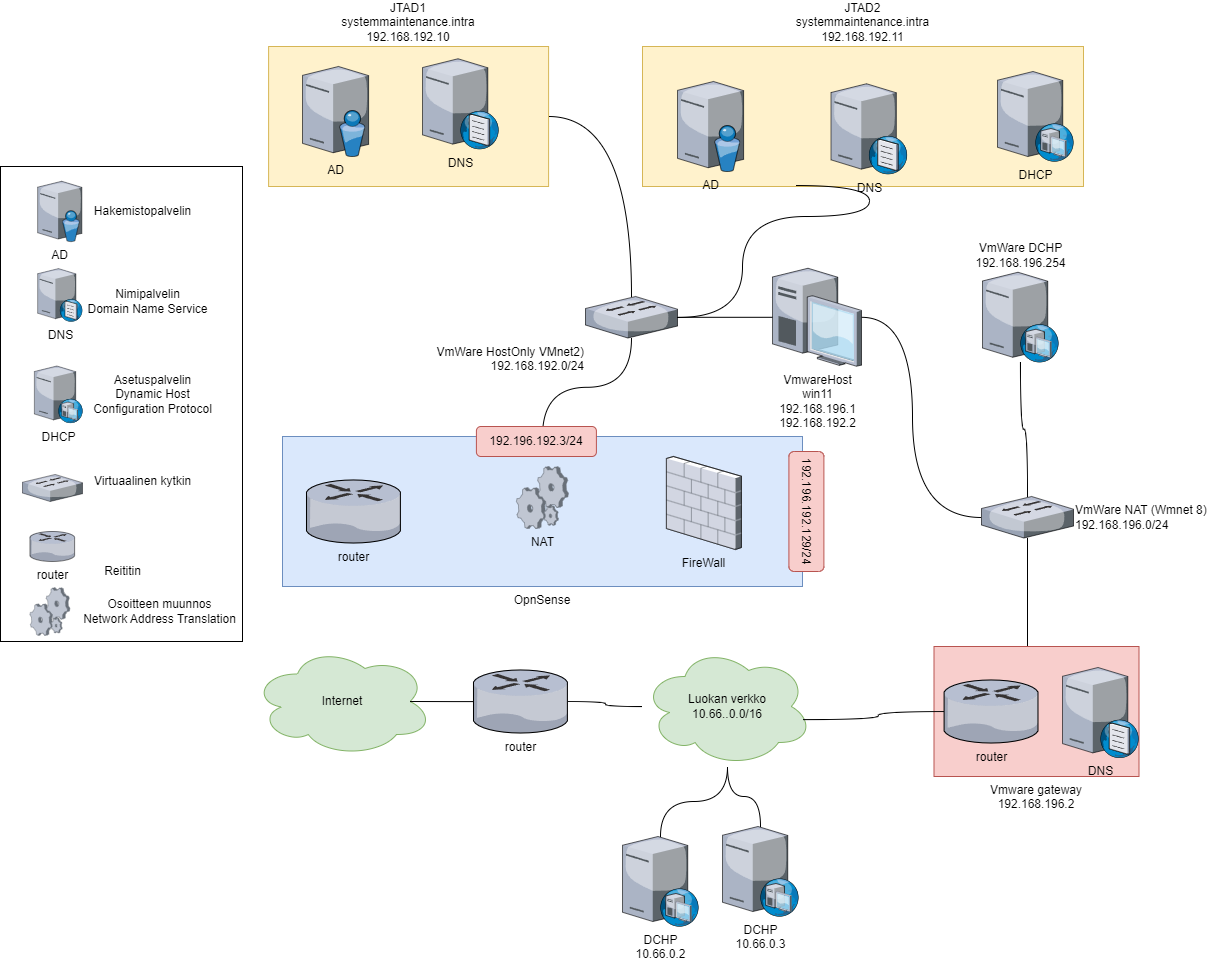 JTAD1
systemmaintenance.intra
192.168.192.10
AD
DNS
JTAD2
systemmaintenance.intra
192.168.192.11
AD
DNS
DHCP
Hakemistopalvelin
AD
Nimipalvelin
Domain Name Service
DNS
Asetuspalvelin
Dynamic Host
Configuration Protocol
DHCP
Virtuaalinen kytkin
router
Reititin
Osoitteen muunnos
Network Address Translation
VmWare DCHP
192.168.196.254
VmWare HostOnly VMnet2)
192.168.192.0/24
VmwareHost
win11
192.168.196.1
192.168.192.2
192.196.192.3/24
router
NAT
FireWall
192.196.192.129/24
OpnSense
VmWare NAT (Wmnet 8)
192.168.196.0/24
Internet
router
Luokan verkko
10.66..0.0/16
router
DNS
Vmware gateway
192.168.196.2
DCHP
10.66.0.2
DCHP
10.66.0.3